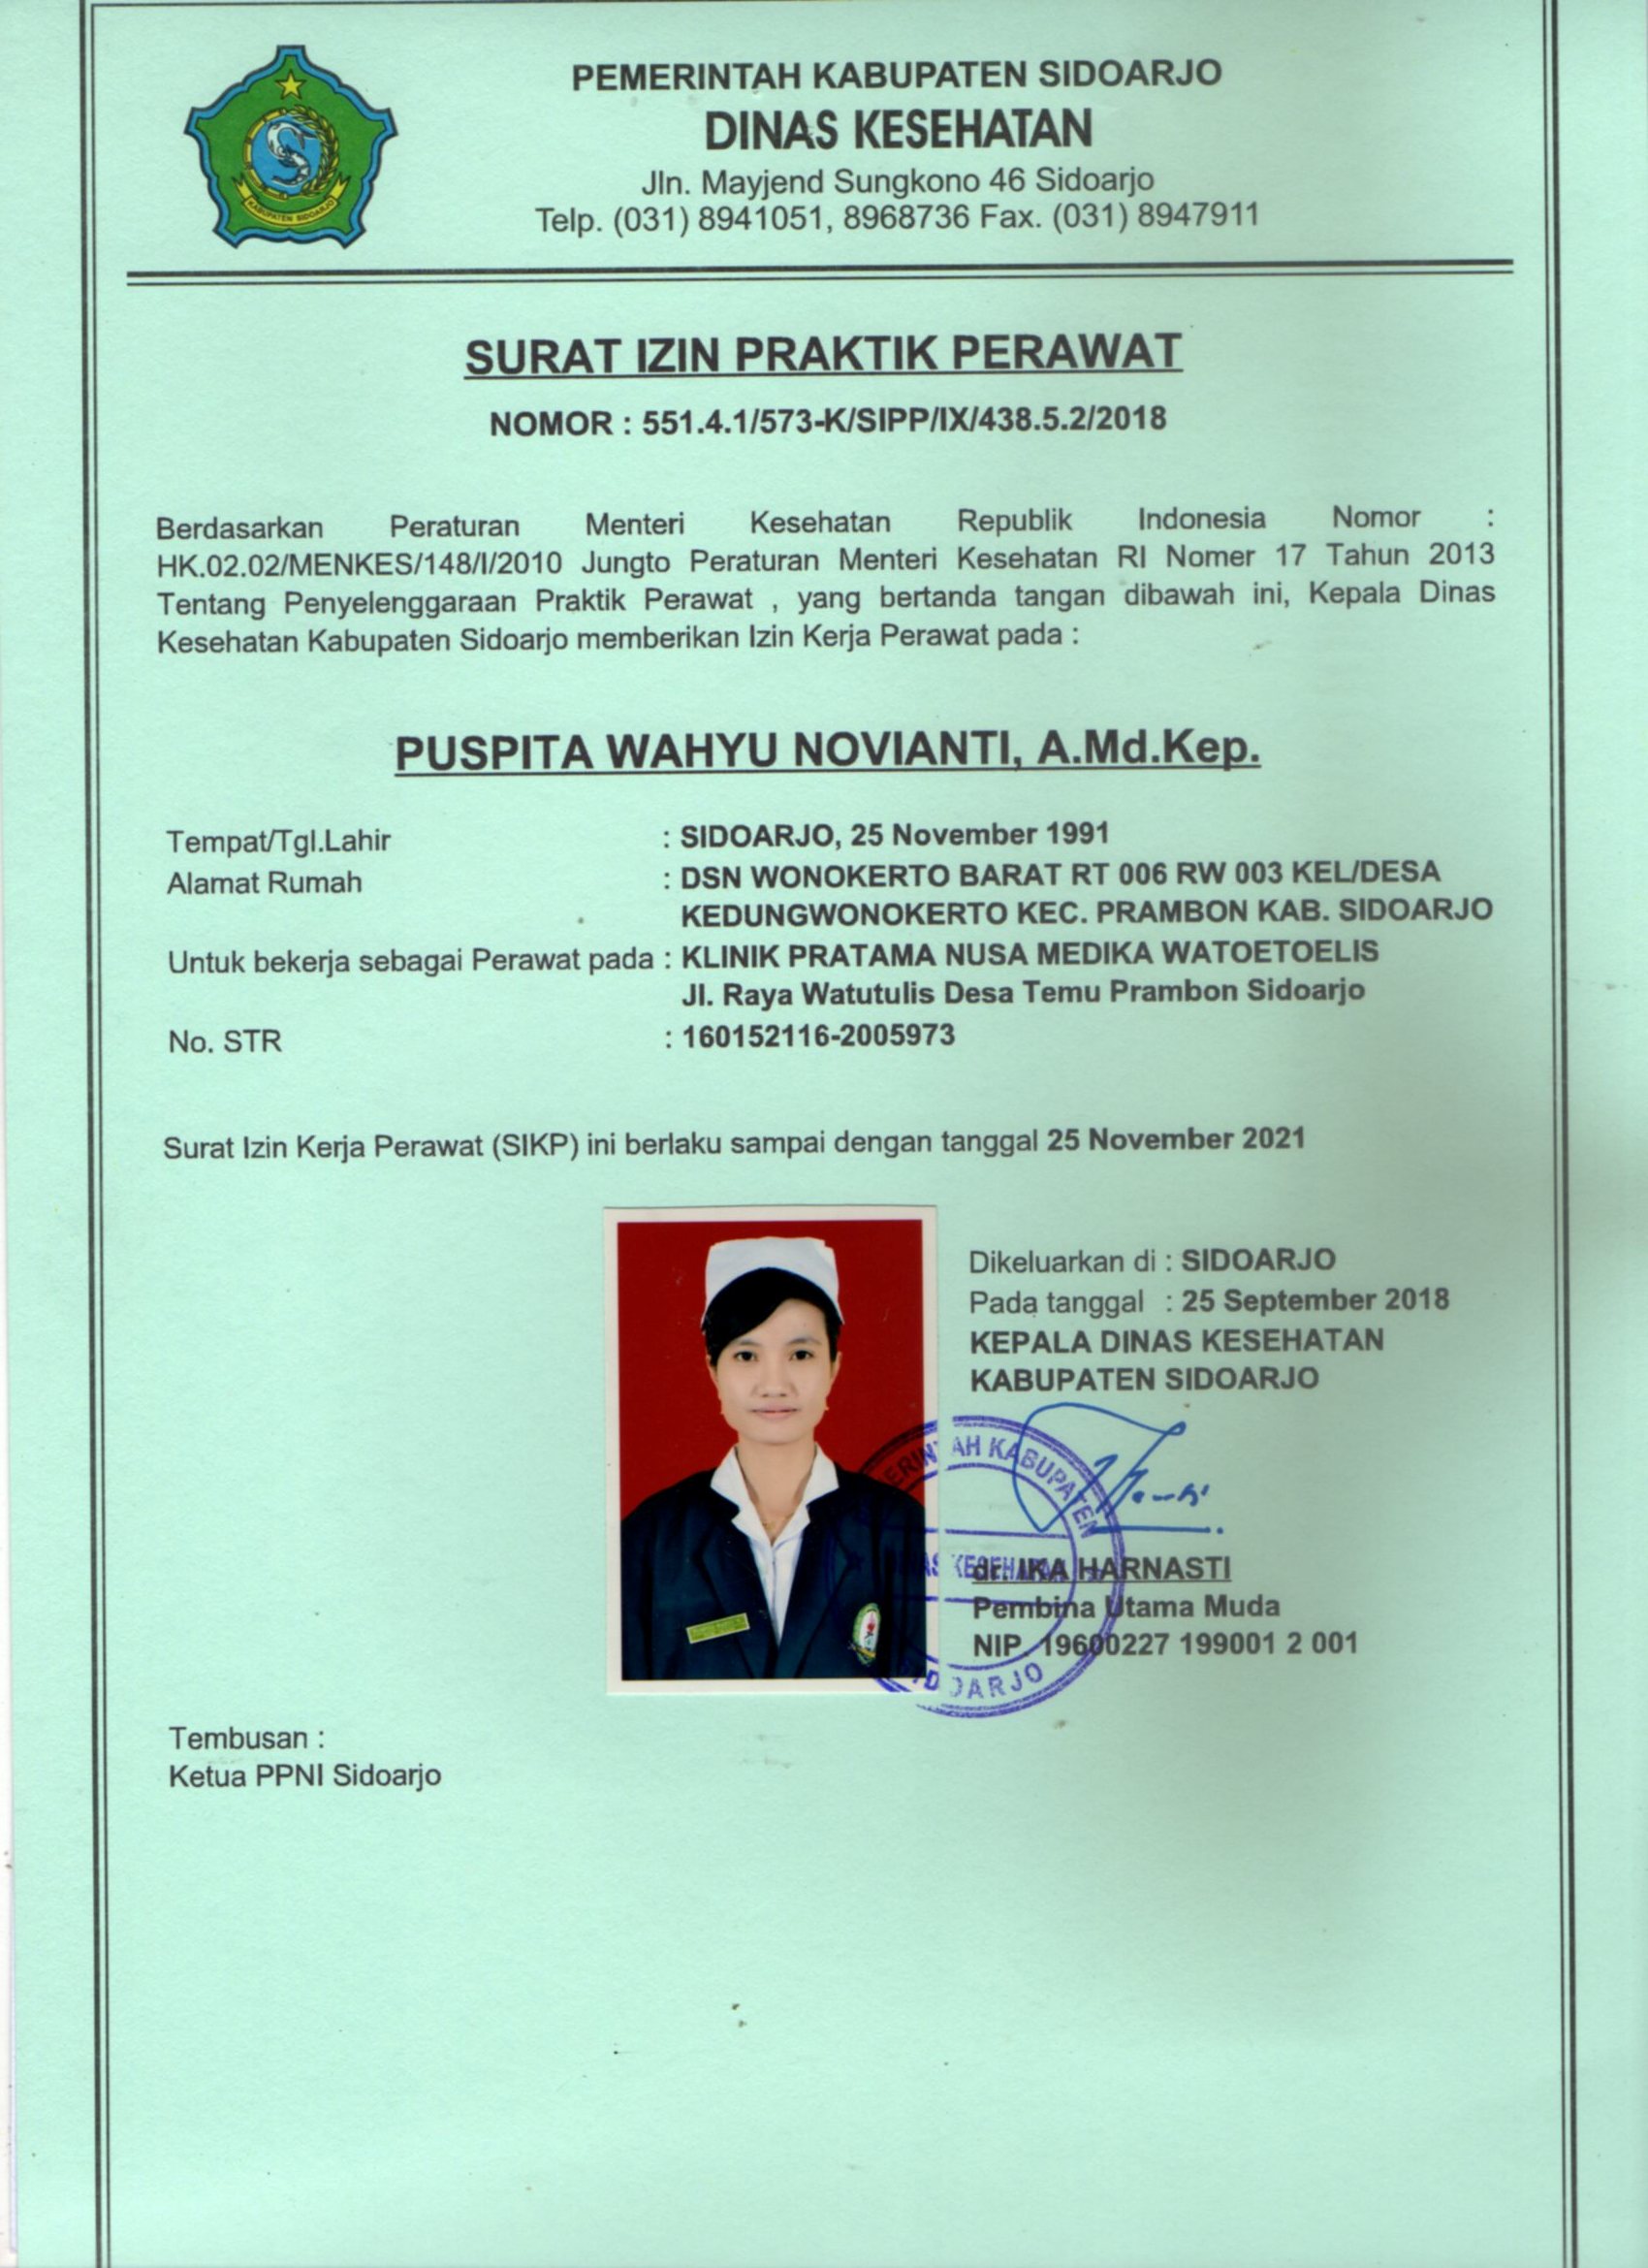 PEMERINTAH KABUPATEN SIDOARJO
DINAS KESEHATAN
Jln. Mayjend Sungkono 46 Sidoarjo
Telp. (031) 8941051, 8968736 Fax. (031) 8947911
KABUPATEN SIDOARJO
SURAT IZIN PRAKTIK PERAWAT
NOMOR : 551.4.1/573-K/SIPP/IX/438.5.2/2018
Berdasarkan Peraturan Menteri Kesehatan Republik Indonesia Nomor :
HK.02.02/MENKES/148/I/2010 Jungto Peraturan Menteri Kesehatan RI Nomer 17 Tahun 2013
Tentang Penyelenggaraan Praktik Perawat , yang bertanda tangan dibawah ini, Kepala Dinas
Kesehatan Kabupaten Sidoarjo memberikan Izin Kerja Perawat pada :
PUSPITA WAHYU NOVIANTI, A.Md.Kep.
Tempat/Tgl.Lahir : SIDOARJO, 25 November 1991
Alamat Rumah : DSN WONOKERTO BARAT RT 006 RW 003 KEL/DESA
KEDUNGWONOKERTO KEC. PRAMBON KAB. SIDOARJO
Untuk bekerja sebagai Perawat pada : KLINIK PRATAMA NUSA MEDIKA WATOETOELIS
Jl. Raya Watutulis Desa Temu Prambon Sidoarjo
No. STR : 160152116-2005973
Surat Izin Kerja Perawat (SIKP) ini berlaku sampai dengan tanggal 25 November 2021
Dikeluarkan di : SIDOARJO
Pada tanggal : 25 September 2018
KEPALA DINAS KESEHATAN
KABUPATEN SIDOARJO
dr. IKA HARNASTI
Pembina Utama Muda
NIP. 19600227 199001 2 001
Tembusan :
Ketua PPNI Sidoarjo